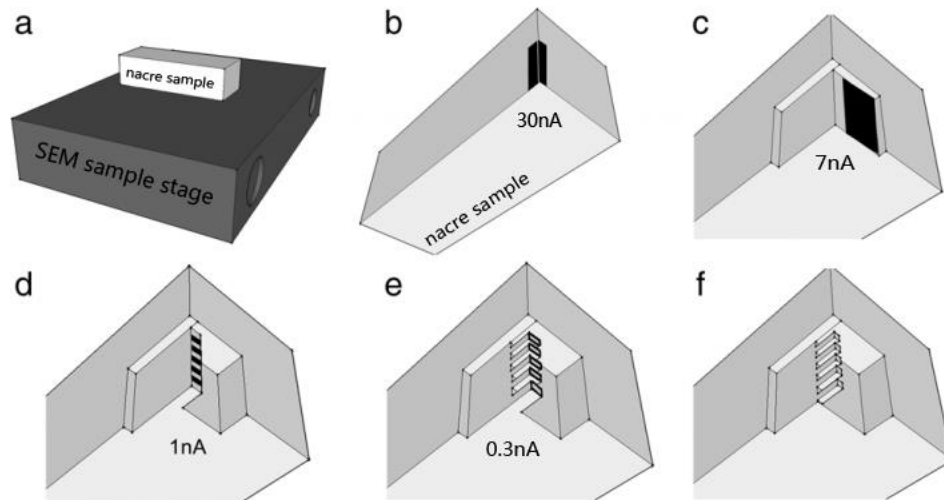 a
nacre sample
SEM sample stage
b
30nA
nacre sample
c
7nA
d
1nA
e
0.3nA
f